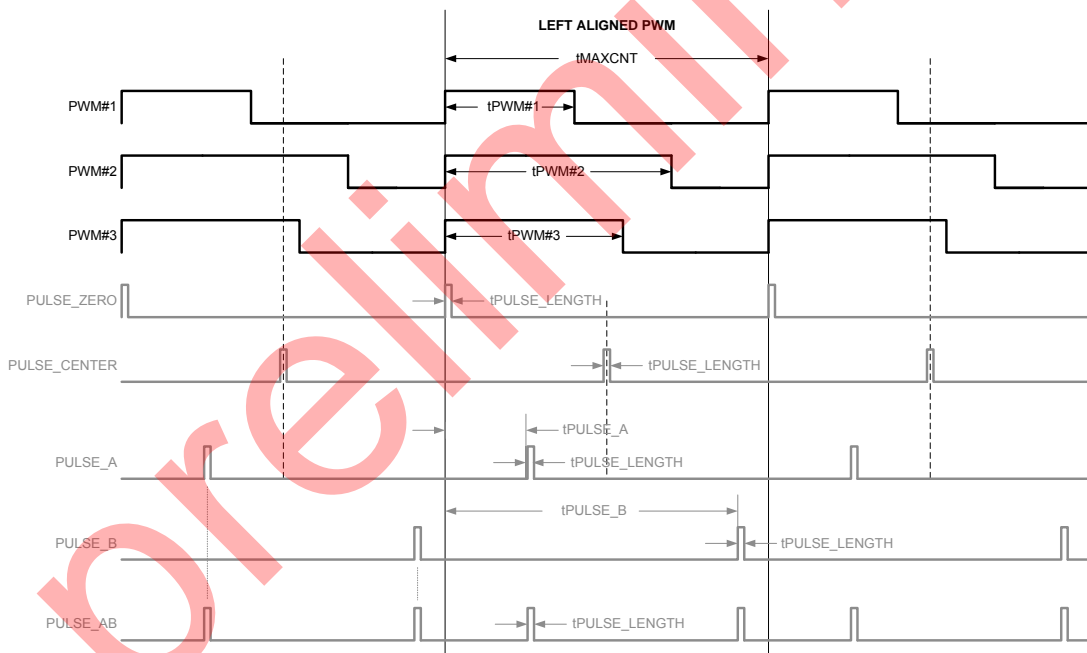 LEFT ALIGNED PWM
tMAXCNT
PWM#1
tPWM#1
PWM#2
tPWM#2
PWM#3
tPWM#3
PULSE_ZERO
tPULSE_LENGTH
PULSE_CENTER
tPULSE_LENGTH
tPULSE_A
PULSE_A
tPULSE_LENGTH
tPULSE_B
PULSE_B
tPULSE_LENGTH
PULSE_AB
tPULSE_LENGTH
prelimi